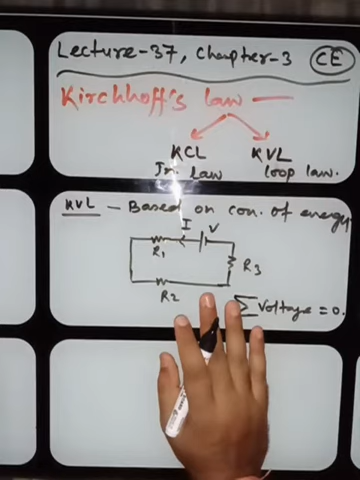 Lecture-37, Chapter-3 CE
Kirchhoff's law
KCL KVL
Jn. Law loop law.
KVL - Based on con. of energy
I V
R1
R3
R2
∑ Voltage = 0.